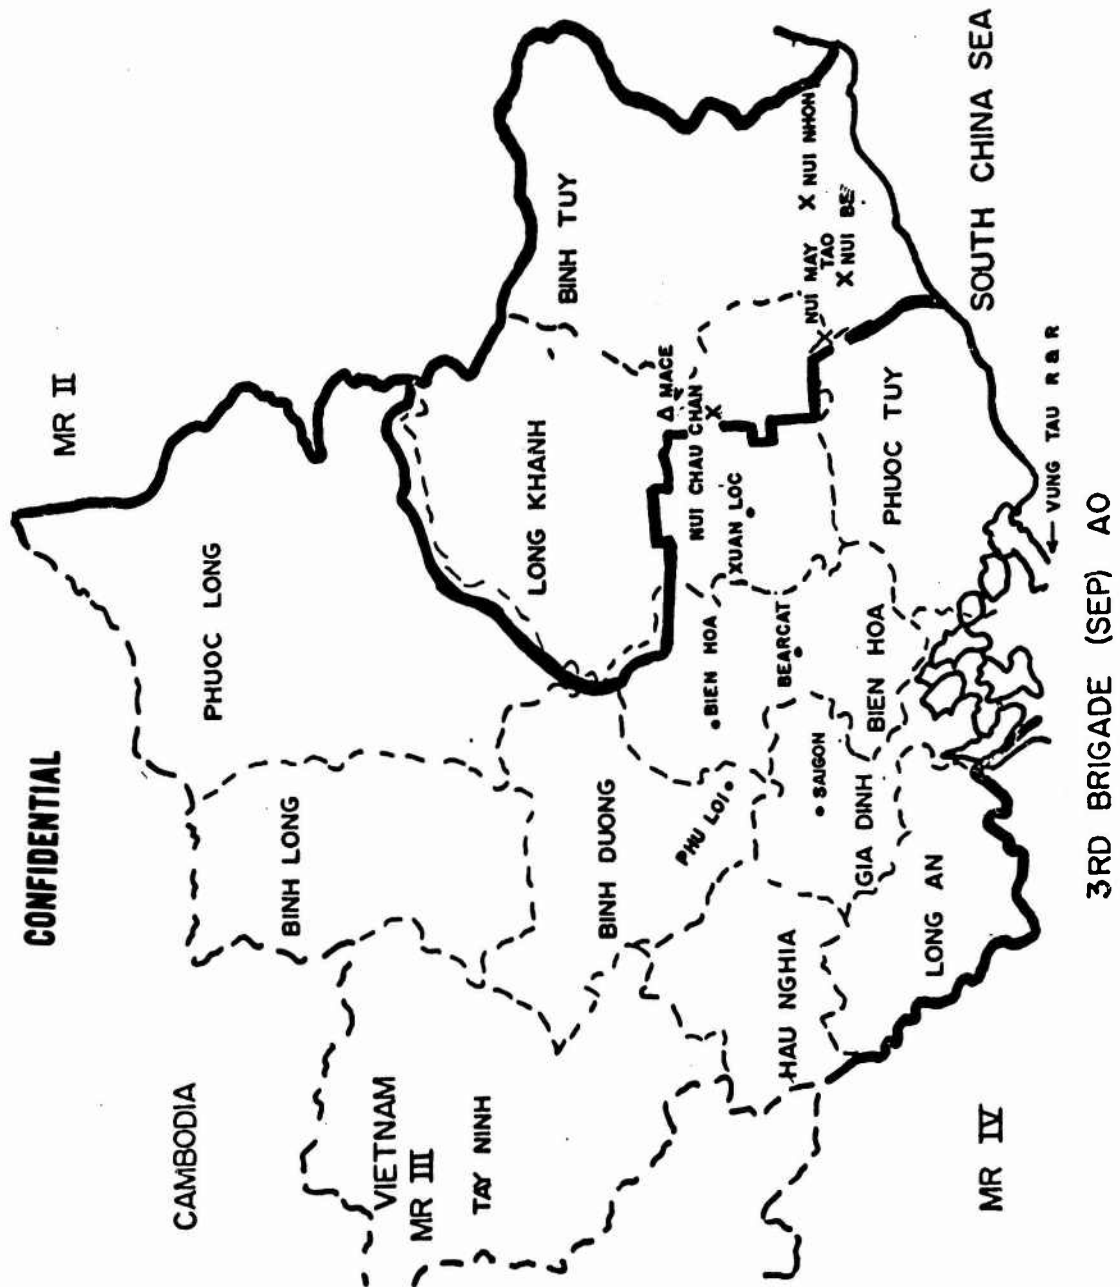 CONFIDENTIAL
CAMBODIA
MR II
VIETNAM
MR III
TAY NINH
BINH LONG
PHUOC LONG
BINH DUONG
LONG KHANH
BINH TUY
PHU LOI
BIEN HOA
NUI CHAU CHAN
MACE
XUAN LOC
BEARCAT
SAIGON
HAU NGHIA
GIA DINH
BIEN HOA
PHUOC TUY
LONG AN
NUI MAY
TAO
X NUI NHON
X NUI BE
MR IV
VUNG TAU R & R
SOUTH CHINA SEA
3RD BRIGADE (SEP) AO